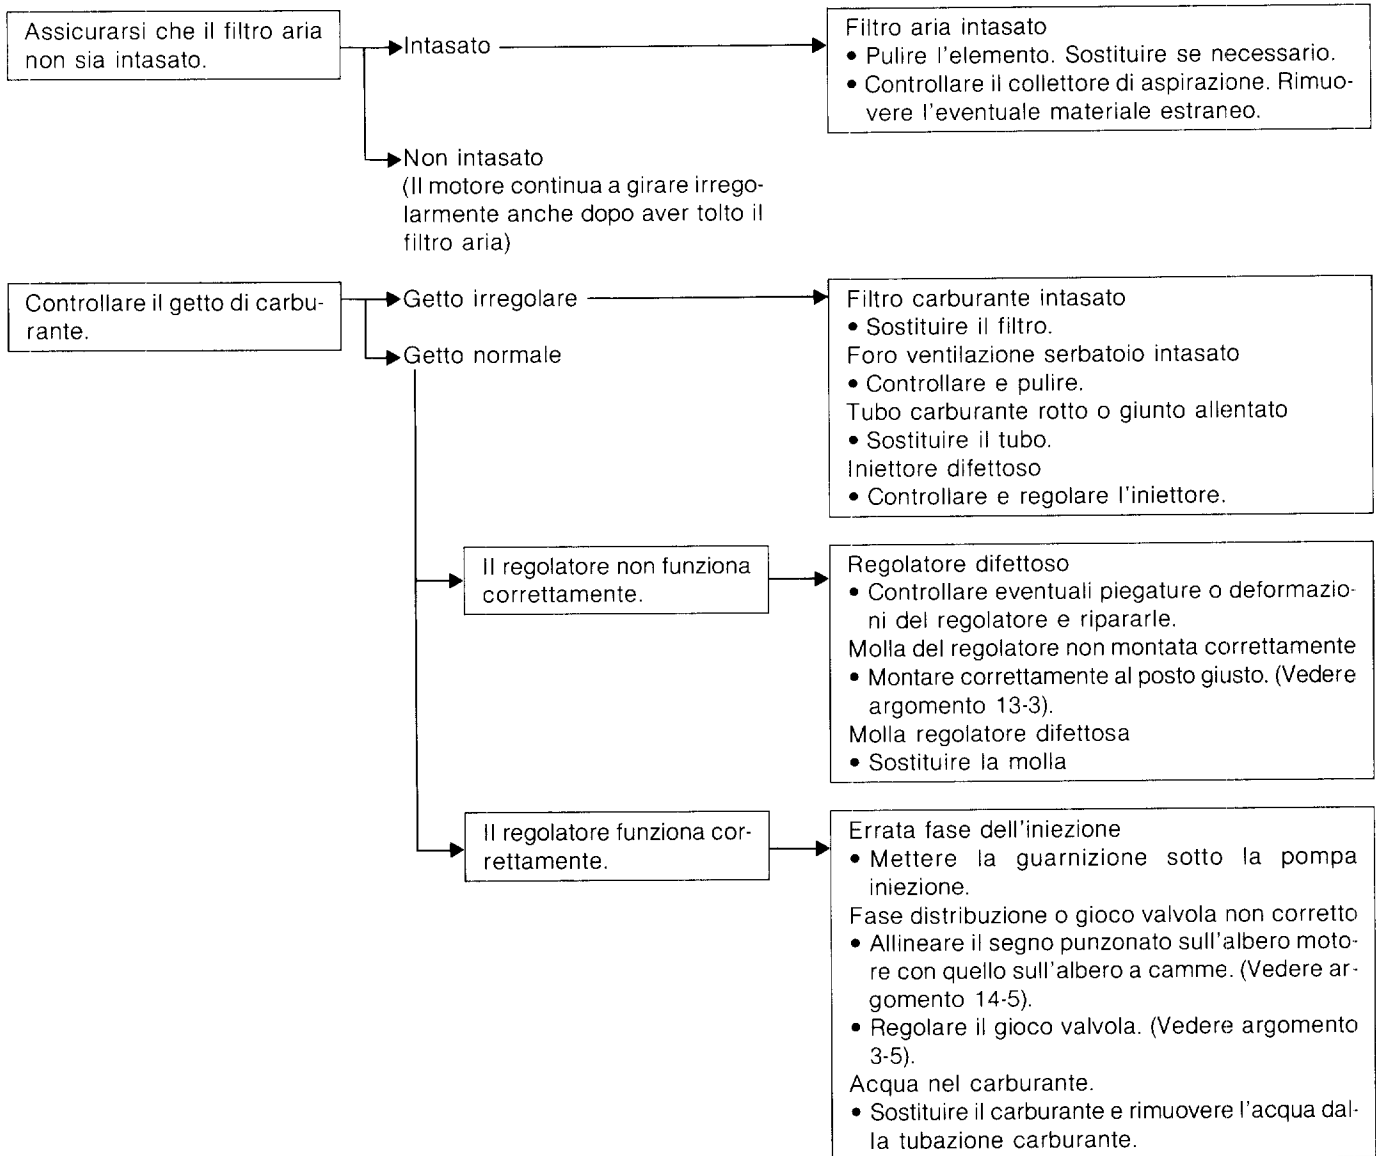 Assicurarsi che il filtro aria
non sia intasato.
Intasato
Filtro aria intasato
• Pulire l'elemento. Sostituire se necessario.
• Controllare il collettore di aspirazione. Rimuo-
vere l'eventuale materiale estraneo.
Non intasato
(Il motore continua a girare irrego-
larmente anche dopo aver tolto il
filtro aria)
Controllare il getto di carbu-
rante.
Getto irregolare
Getto normale
Filtro carburante intasato
• Sostituire il filtro.
Foro ventilazione serbatoio intasato
• Controllare e pulire.
Tubo carburante rotto o giunto allentato
• Sostituire il tubo.
Iniettore difettoso
• Controllare e regolare l'iniettore.
Il regolatore non funziona
correttamente.
Regolatore difettoso
• Controllare eventuali piegature o deformazio-
ni del regolatore e ripararle.
Molla del regolatore non montata correttamente
• Montare correttamente al posto giusto. (Vedere
argomento 13-3).
Molla regolatore difettosa
• Sostituire la molla
Il regolatore funziona cor-
rettamente.
Errata fase dell'iniezione
• Mettere la guarnizione sotto la pompa
iniezione.
Fase distribuzione o gioco valvola non corretto
• Allineare il segno punzonato sull'albero moto-
re con quello sull'albero a camme. (Vedere ar-
gomento 14-5).
• Regolare il gioco valvola. (Vedere argomento
3-5).
Acqua nel carburante.
• Sostituire il carburante e rimuovere l'acqua dal-
la tubazione carburante.